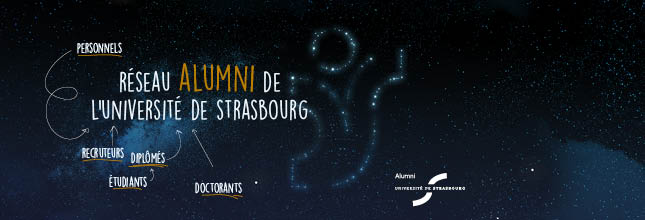 PERSONNELS
RÉSEAU ALUMNI DE
L'UNIVERSITÉ DE STRASBOURG
RECRUTEURS
DIPLÔMÉS
ÉTUDIANTS
DOCTORANTS
Alumni
UNIVERSITÉ DE STRASBOURG